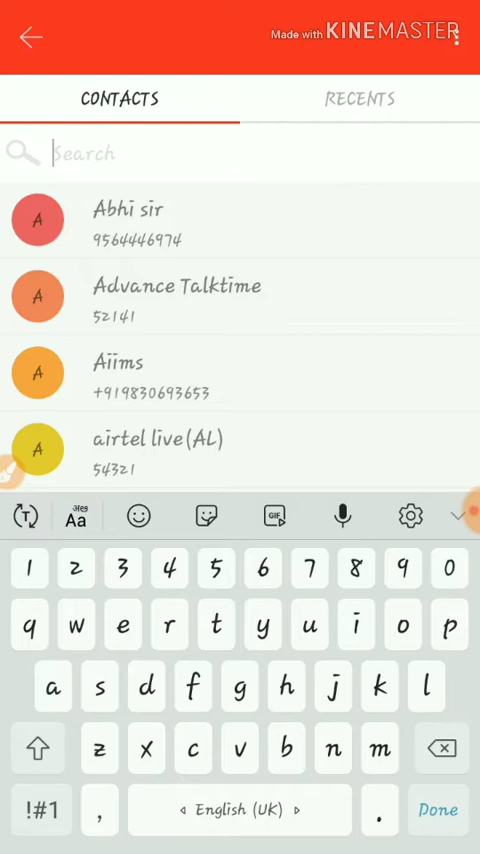 Made with KINEMASTER
CONTACTS RECENTS
Search
A Abhi sir
9564446974
A Advance Talktime
52141
A Aiims
+919830693653
A airtel live(AL)
54321
T Aa GIF
1 2 3 4 5 6 7 8 9 0
q w e r t y u i o p
a s d f g h j k l
z x c v b n m
!#1 , English (UK) . Done